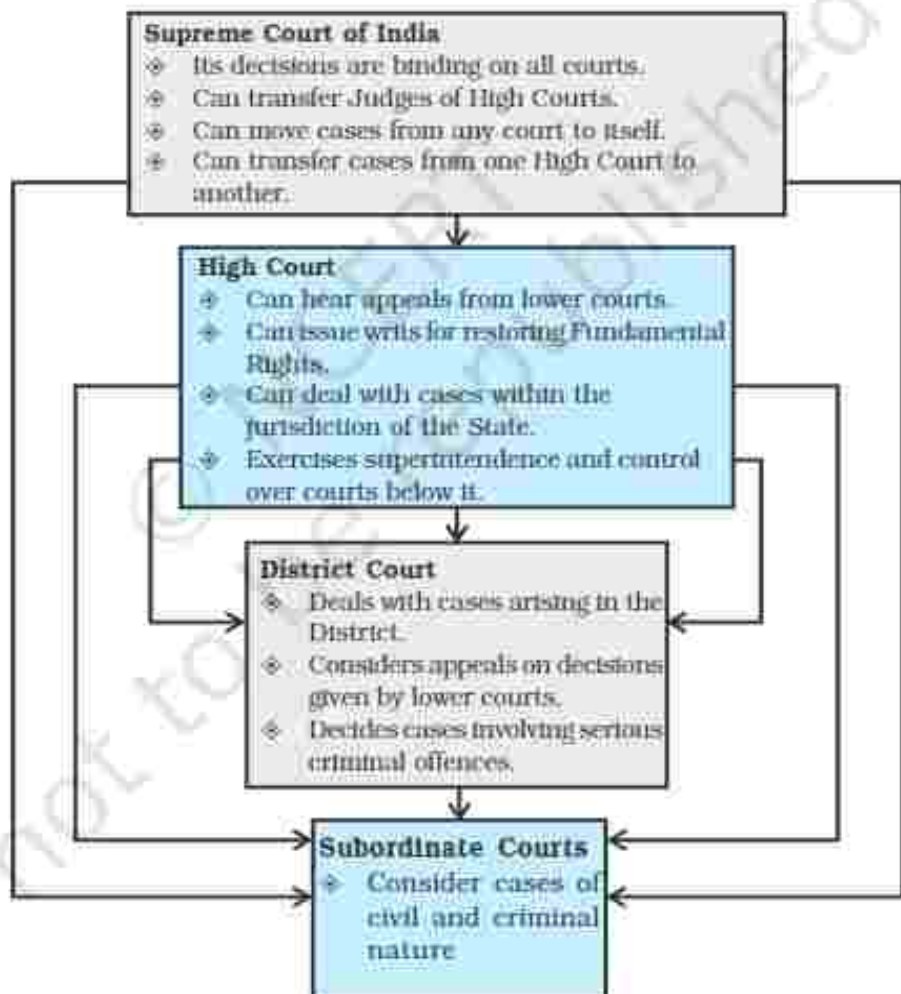 Supreme Court of India
Its decisions are binding on all courts.
Can transfer Judges of High Courts.
Can move cases from any court to itself.
Can transfer cases from one High Court to
another.
High Court
Can hear appeals from lower courts.
Can issue writs for restoring Fundamental
Rights.
Can deal with cases within the
jurisdiction of the State.
Exercises superintendence and control
over courts below it.
District Court
Deals with cases arising in the
District.
Considers appeals on decisions
given by lower courts.
Decides cases involving serious
criminal offences.
Subordinate Courts
Consider cases of
civil and criminal
nature
© NCERT
not to be republished